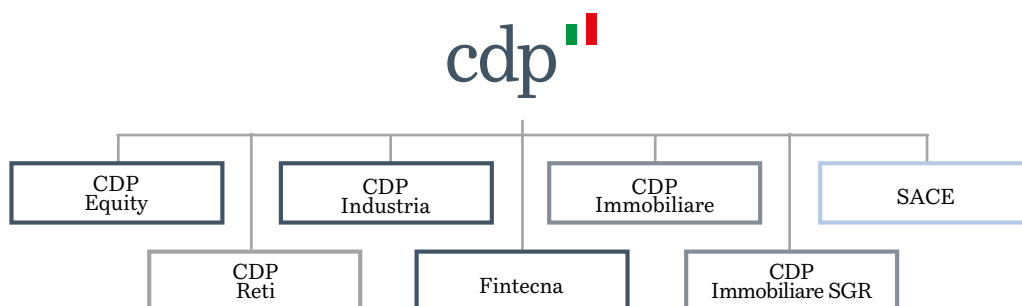 cdp
CDP
Equity
CDP
Industria
CDP
Immobiliare
SACE
CDP
Reti
Fintecna
CDP
Immobiliare SGR